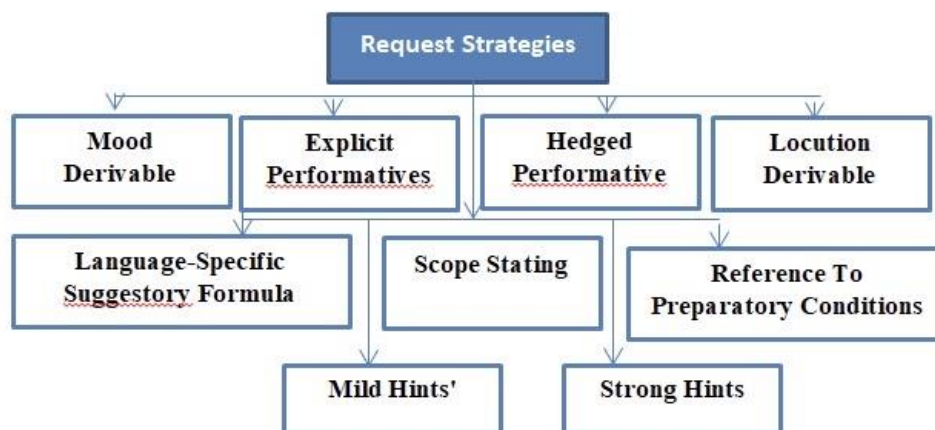 Request Strategies
Mood
Derivable
Explicit
Performatives
Hedged
Performative
Locution
Derivable
Language-Specific
Suggestory Formula
Scope Stating
Reference To
Preparatory Conditions
Mild Hints'
Strong Hints